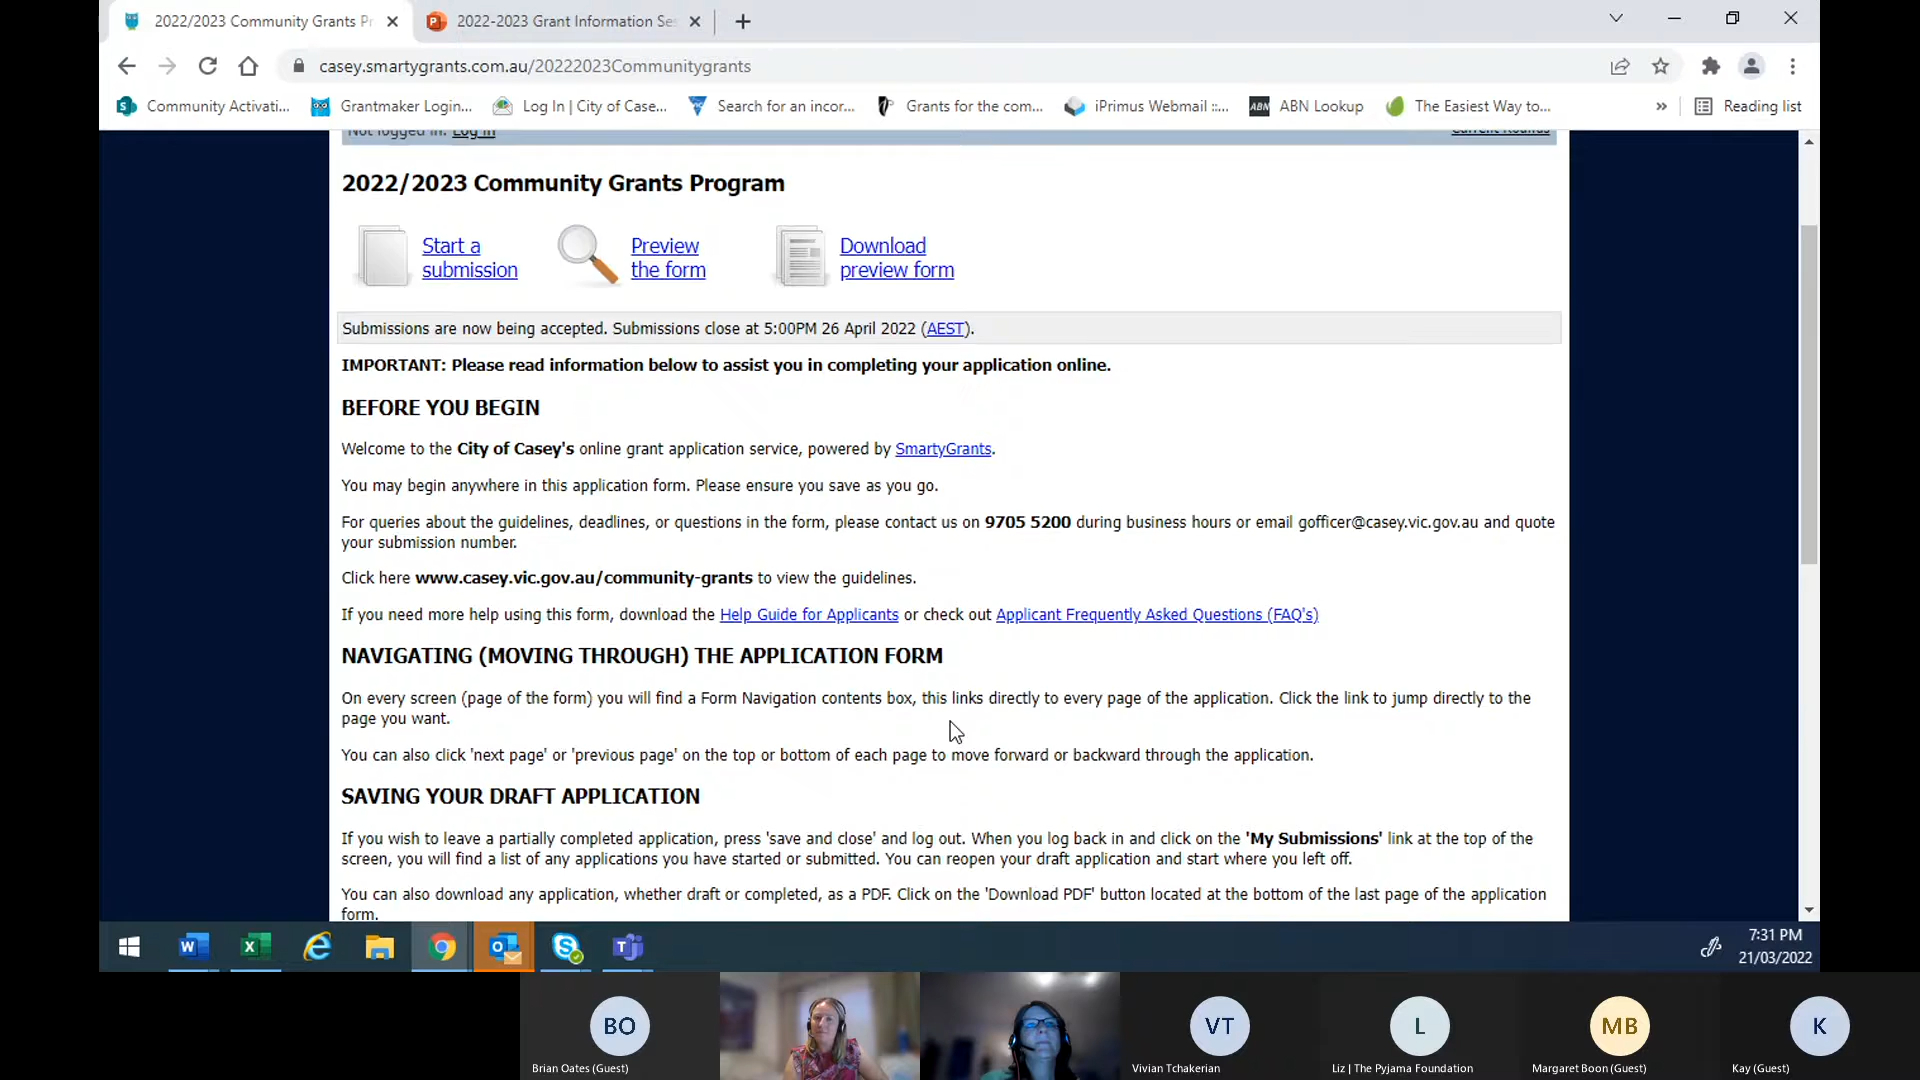 2022/2023 Community Grants Pr
2022-2023 Grant Information Ses
casey.smartygrants.com.au/20222023Communitygrants
Community Activati...
Grantmaker Login...
Log In | City of Case...
Search for an incor...
Grants for the com...
iPrimus Webmail ::...
ABN Lookup
The Easiest Way to...
»
Reading list
Not logged in. Log in
Current Rounds
2022/2023 Community Grants Program
Start a
submission
Preview
the form
Download
preview form
Submissions are now being accepted. Submissions close at 5:00PM 26 April 2022 (AEST).
IMPORTANT: Please read information below to assist you in completing your application online.
BEFORE YOU BEGIN
Welcome to the City of Casey's online grant application service, powered by SmartyGrants.
You may begin anywhere in this application form. Please ensure you save as you go.
For queries about the guidelines, deadlines, or questions in the form, please contact us on 9705 5200 during business hours or email gofficer@casey.vic.gov.au and quote
your submission number.
Click here www.casey.vic.gov.au/community-grants to view the guidelines.
If you need more help using this form, download the Help Guide for Applicants or check out Applicant Frequently Asked Questions (FAQ's)
NAVIGATING (MOVING THROUGH) THE APPLICATION FORM
On every screen (page of the form) you will find a Form Navigation contents box, this links directly to every page of the application. Click the link to jump directly to the
page you want.
You can also click 'next page' or 'previous page' on the top or bottom of each page to move forward or backward through the application.
SAVING YOUR DRAFT APPLICATION
If you wish to leave a partially completed application, press 'save and close' and log out. When you log back in and click on the 'My Submissions' link at the top of the
screen, you will find a list of any applications you have started or submitted. You can reopen your draft application and start where you left off.
You can also download any application, whether draft or completed, as a PDF. Click on the 'Download PDF' button located at the bottom of the last page of the application
form.
7:31 PM
21/03/2022
BO
VT
L
MB
K
Brian Oates (Guest)
Vivian Tchakerian
Liz | The Pyjama Foundation
Margaret Boon (Guest)
Kay (Guest)